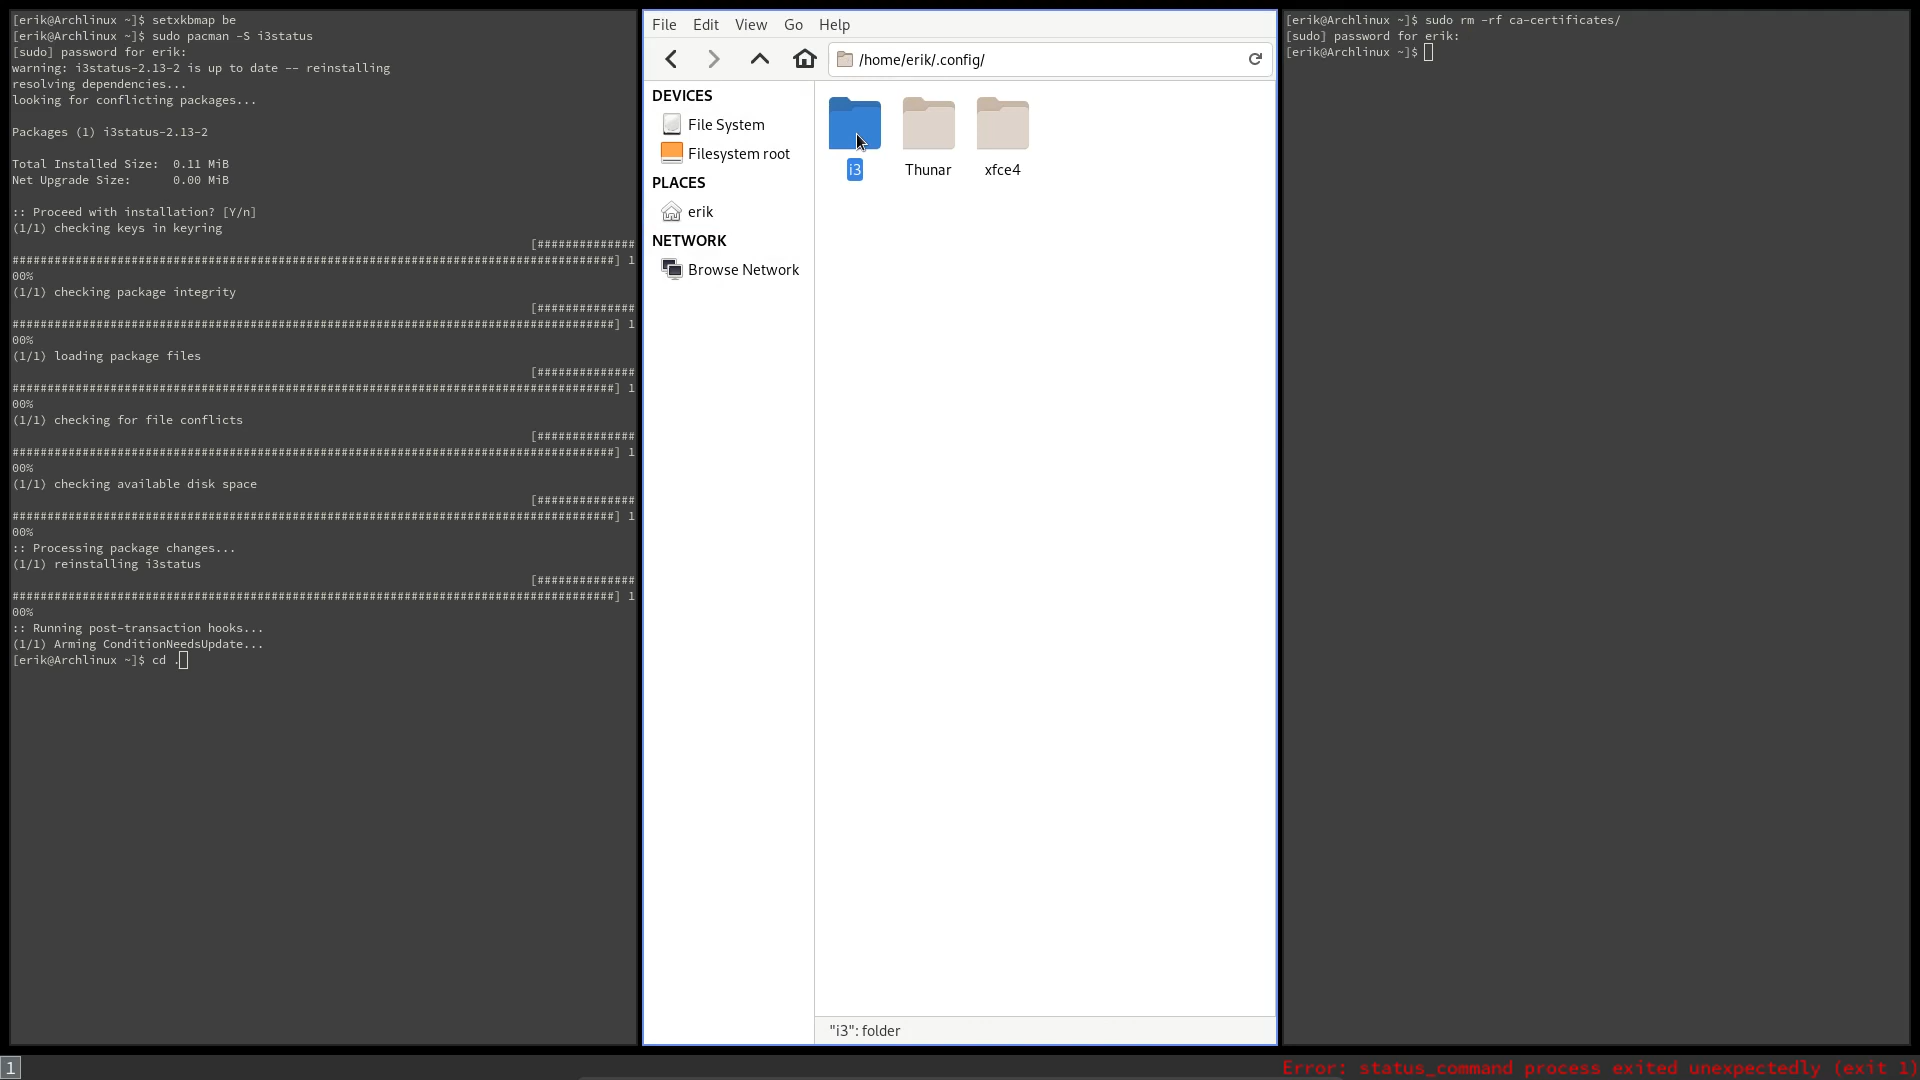 [erik@Archlinux ~]$ setxkbmap be
[erik@Archlinux ~]$ sudo pacman -S i3status
[sudo] password for erik:
warning: i3status-2.13-2 is up to date -- reinstalling
resolving dependencies...
looking for conflicting packages...
Packages (1) i3status-2.13-2
Total Installed Size:  0.11 MiB
Net Upgrade Size:      0.00 MiB
:: Proceed with installation? [Y/n]
(1/1) checking keys in keyring
[##############
######################################################################################] 1
00%
(1/1) checking package integrity
[##############
######################################################################################] 1
00%
(1/1) loading package files
[##############
######################################################################################] 1
00%
(1/1) checking for file conflicts
[##############
######################################################################################] 1
00%
(1/1) checking available disk space
[##############
######################################################################################] 1
00%
:: Processing package changes...
(1/1) reinstalling i3status
[##############
######################################################################################] 1
00%
:: Running post-transaction hooks...
(1/1) Arming ConditionNeedsUpdate...
[erik@Archlinux ~]$ cd .
File Edit View Go Help
/home/erik/.config/
DEVICES
File System
Filesystem root
PLACES
erik
NETWORK
Browse Network
i3 Thunar xfce4
"i3": folder
[erik@Archlinux ~]$ sudo rm -rf ca-certificates/
[sudo] password for erik:
[erik@Archlinux ~]$
1
Error: status_command process exited unexpectedly (exit 1)